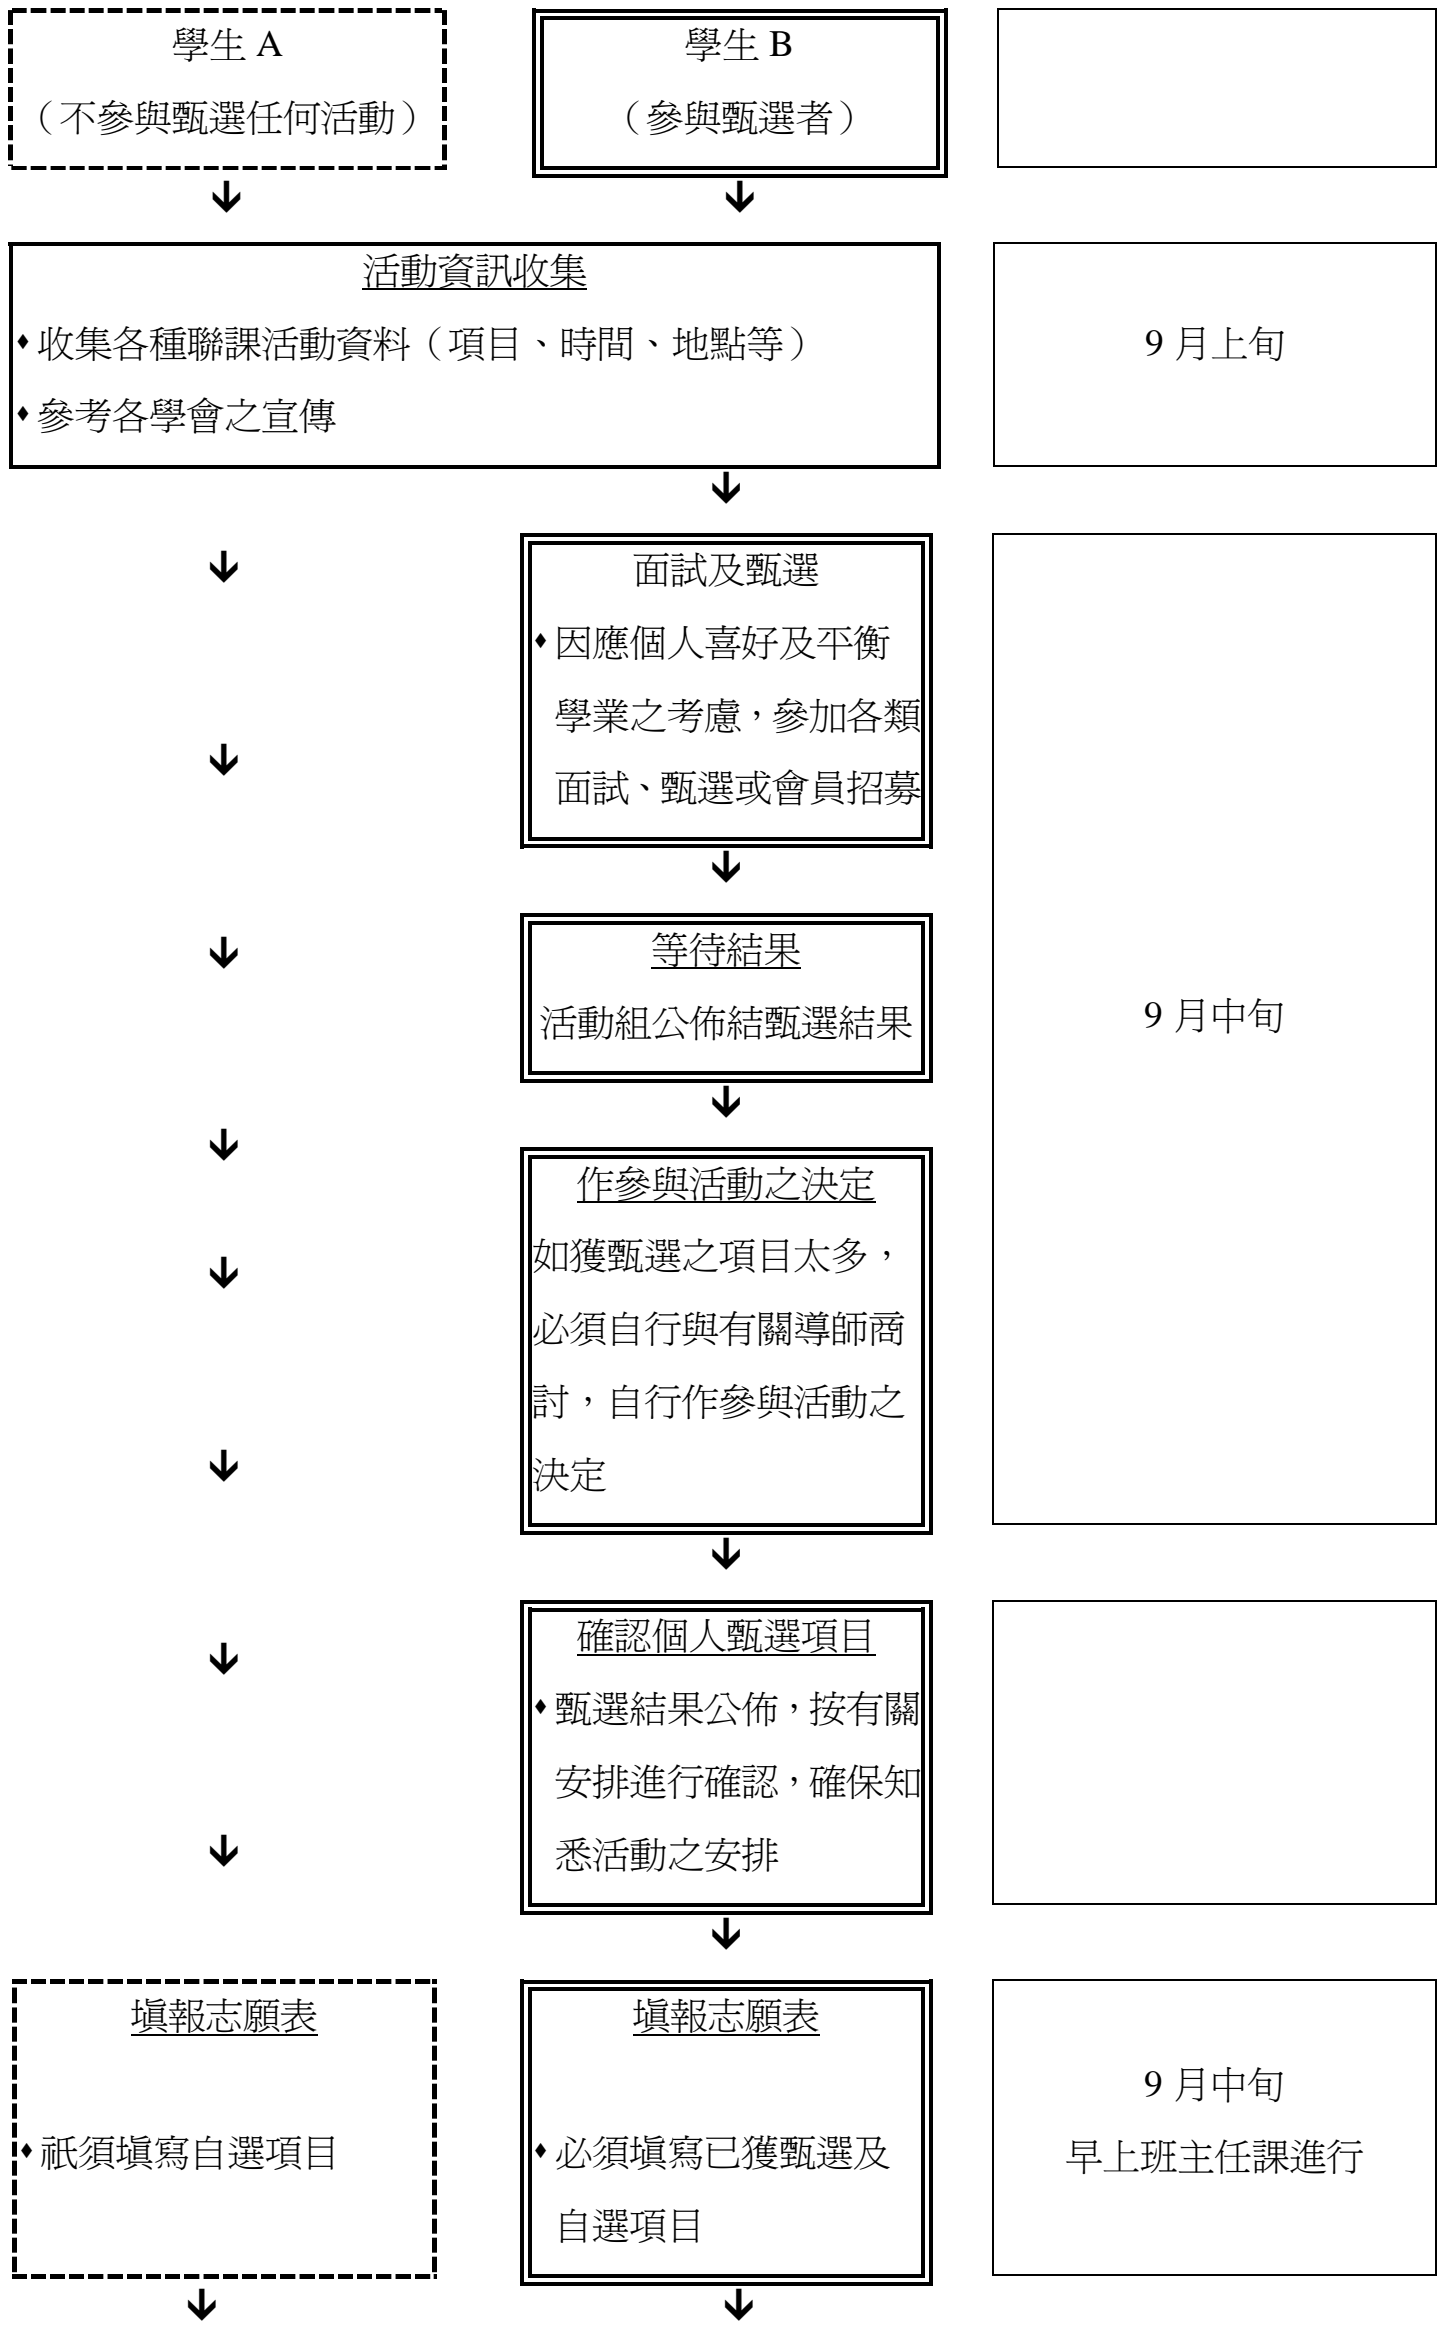 學生 A
（不參與甄選任何活動）
學生 B
（參與甄選者）
活動資訊收集
♦ 收集各種聯課活動資料（項目、時間、地點等）
♦ 參考各學會之宣傳
9 月上旬
面試及甄選
♦ 因應個人喜好及平衡
學業之考慮，參加各類
面試、甄選或會員招募
等待結果
活動組公佈結甄選結果
作參與活動之決定
如獲甄選之項目太多，
必須自行與有關導師商
討，自行作參與活動之
決定
9 月中旬
確認個人甄選項目
♦ 甄選結果公佈，按有關
安排進行確認，確保知
悉活動之安排
填報志願表
♦ 祇須填寫自選項目
填報志願表
♦ 必須填寫已獲甄選及
自選項目
9 月中旬
早上班主任課進行